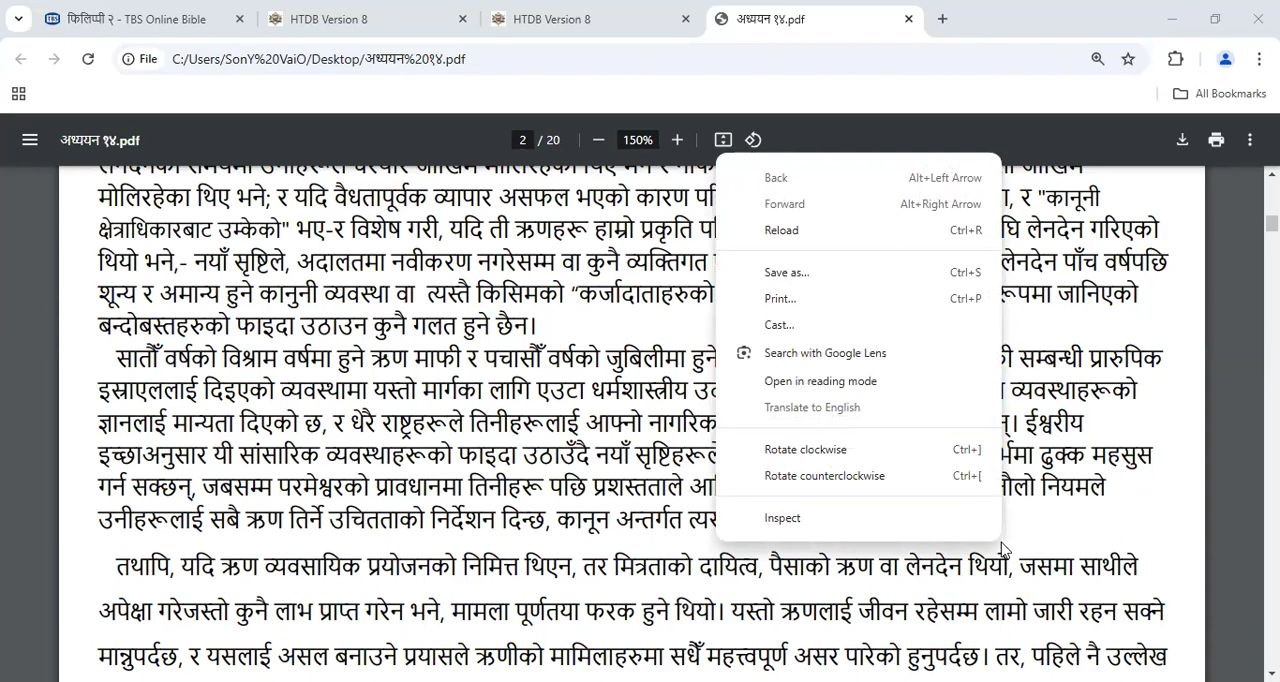 फिलिप्पी २ - TBS Online Bible
HTDB Version 8
HTDB Version 8
अध्ययन १४.pdf
File
C:/Users/SonY%20VaiO/Desktop/अध्ययन%20१४.pdf
All Bookmarks
अध्ययन १४.pdf
2 / 20
150%
मोलिरहेका थिए भने; र यदि वैधतापूर्वक व्यापार असफल भएको कारण , र "कानूनी
क्षेत्राधिकारबाट उम्केको" भए-र विशेष गरी, यदि ती ऋणहरू हाम्रो प्रकृति लेनदेन गरिएको
थियो भने,- नयाँ सृष्टिले, अदालतमा नवीकरण नगरेसम्म वा कुनै व्यक्तिगत लेनदेन पाँच वर्षपछि
शून्य र अमान्य हुने कानुनी व्यवस्था वा त्यस्तै किसिमको “कर्जादाताहरुको जानिएको
बन्दोबस्तहरुको फाइदा उठाउन कुनै गलत हुने छैन।
सातौँ वर्षको विश्राम वर्षमा हुने ऋण माफी र पचासौँ वर्षको जुबिलीमा हुने सम्बन्धी प्रारुपिक
इस्राएललाई दिइएको व्यवस्थामा यस्तो मार्गका लागि एउटा धर्मशास्त्रीय व्यवस्थाहरूको
ज्ञानलाई मान्यता दिएको छ, र धेरै राष्ट्रहरूले तिनीहरूलाई आफ्नो ईश्वरीय
इच्छाअनुसार यी सांसारिक व्यवस्थाहरूको फाइदा उठाउँदै नयाँ ढुक्क महसुस
गर्न सक्छन्, जबसम्म परमेश्वरको प्रावधानमा तिनीहरू पछि प्रशस्तताले नियमले
उनीहरूलाई सबै ऋण तिर्ने उचितताको निर्देशन दिन्छ, कानून अन्तर्गत
तथापि, यदि ऋण व्यवसायिक प्रयोजनको निमित्त थिएन, तर मित्रताको दायित्व, पैसाको ऋण वा लेनदेन थियो, जसमा साथीले
अपेक्षा गरेजस्तो कुनै लाभ प्राप्त गरेन भने, मामला पूर्णतया फरक हुने थियो। यस्तो ऋणलाई जीवन रहेसम्म लामो जारी रहन सक्ने
मान्नुपर्दछ, र यसलाई असल बनाउने प्रयासले ऋणीको मामिलाहरुमा सधैँ महत्त्वपूर्ण असर पारेको हुनुपर्दछ। तर, पहिले नै उल्लेख
Back Alt+Left Arrow
Forward Alt+Right Arrow
Reload Ctrl+R
Save as... Ctrl+S
Print... Ctrl+P
Cast...
Search with Google Lens
Open in reading mode
Translate to English
Rotate clockwise Ctrl+]
Rotate counterclockwise Ctrl+[
Inspect